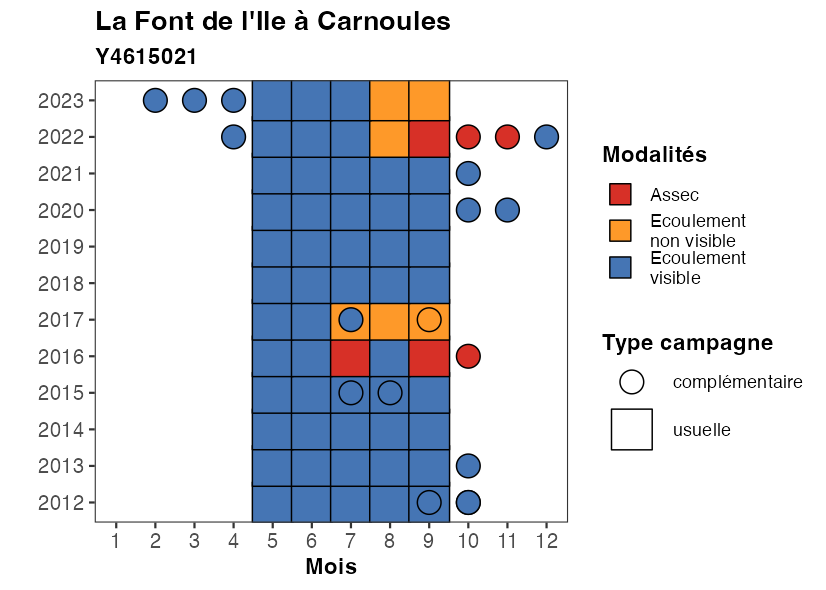 La Font de l'Ile à Carnoules
Y4615021
2023
2022
2021
2020
2019
2018
2017
2016
2015
2014
2013
2012
1 2 3 4 5 6 7 8 9 10 11 12
Mois
Modalités
Assec
Ecoulement
non visible
Ecoulement
visible
Type campagne
complémentaire
usuelle